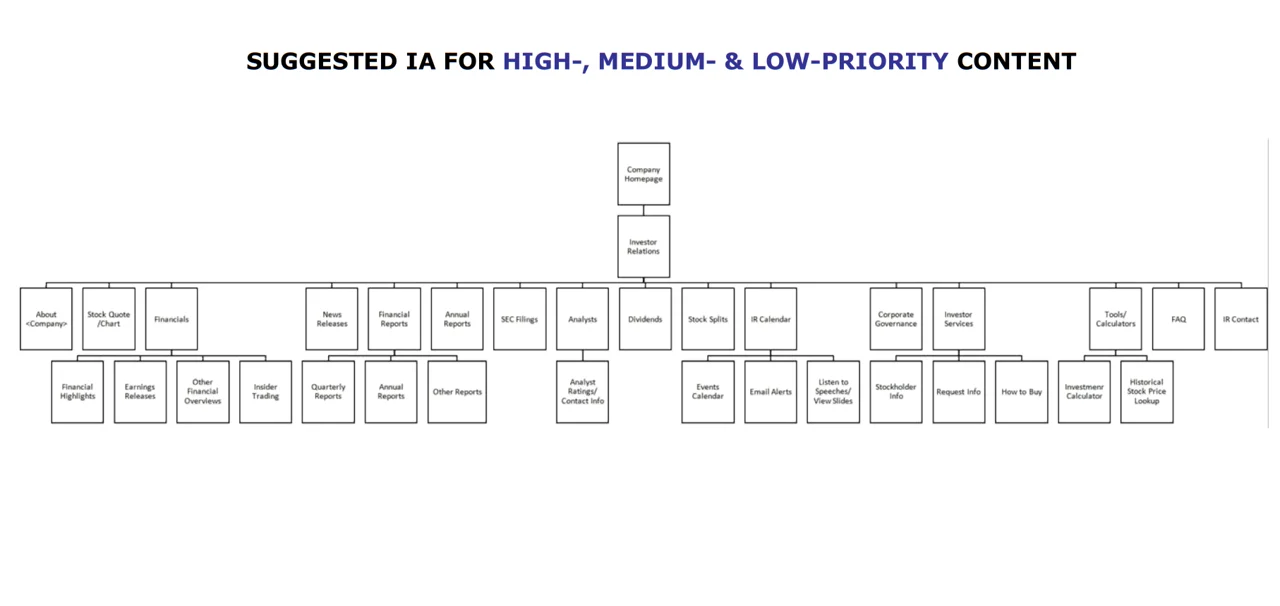 SUGGESTED IA FOR HIGH-, MEDIUM- & LOW-PRIORITY CONTENT
Company
Homepage
Investor
Relations
About
<Company>
Stock Quote
/Chart
Financials
News
Releases
Financial
Reports
Annual
Reports
SEC Filings
Analysts
Dividends
Stock Splits
IR Calendar
Corporate
Governance
Investor
Services
Tools/
Calculators
FAQ
IR Contact
Financial
Highlights
Earnings
Releases
Other
Financial
Overviews
Insider
Trading
Quarterly
Reports
Annual
Reports
Other Reports
Analyst
Ratings/
Contact Info
Events
Calendar
Email Alerts
Listen to
Speeches/
View Slides
Stockholder
Info
Request Info
How to Buy
Investmenr
Calculator
Historical
Stock Price
Lookup